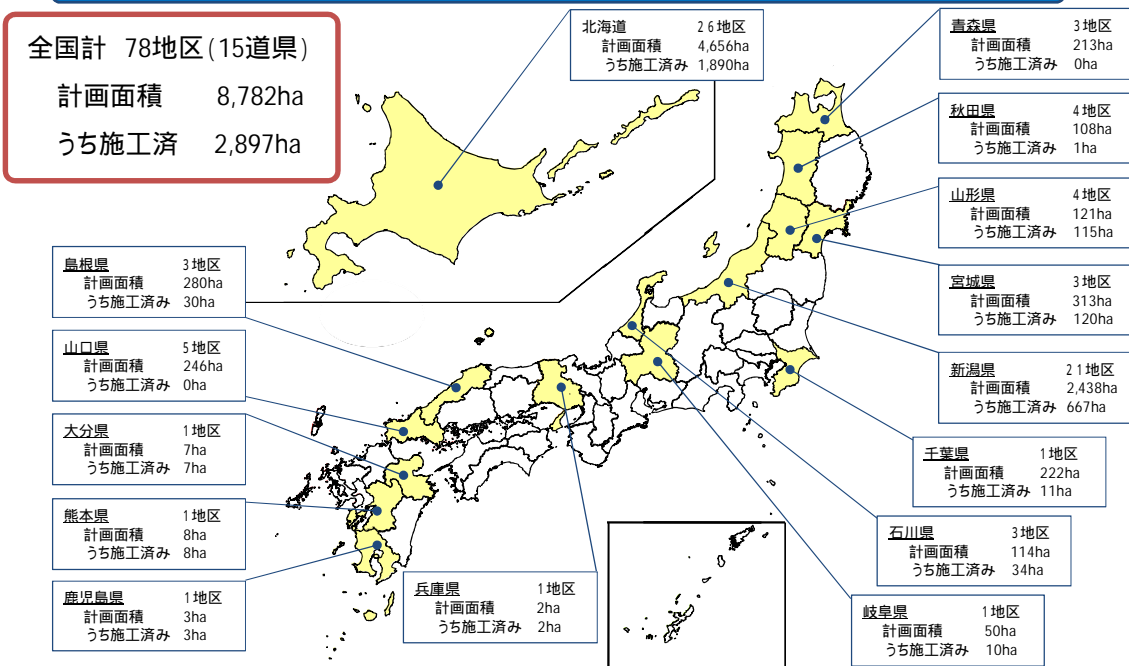 全国計 78地区(15道県)
計画面積 8,782ha
うち施工済 2,897ha
北海道 26地区
計画面積 4,656ha
うち施工済み 1,890ha
青森県 3地区
計画面積 213ha
うち施工済み 0ha
秋田県 4地区
計画面積 108ha
うち施工済み 1ha
山形県 4地区
計画面積 121ha
うち施工済み 115ha
宮城県 3地区
計画面積 313ha
うち施工済み 120ha
新潟県 21地区
計画面積 2,438ha
うち施工済み 667ha
千葉県 1地区
計画面積 222ha
うち施工済み 11ha
石川県 3地区
計画面積 114ha
うち施工済み 34ha
岐阜県 1地区
計画面積 50ha
うち施工済み 10ha
島根県 3地区
計画面積 280ha
うち施工済み 30ha
山口県 5地区
計画面積 246ha
うち施工済み 0ha
大分県 1地区
計画面積 7ha
うち施工済み 7ha
熊本県 1地区
計画面積 8ha
うち施工済み 8ha
鹿児島県 1地区
計画面積 3ha
うち施工済み 3ha
兵庫県 1地区
計画面積 2ha
うち施工済み 2ha